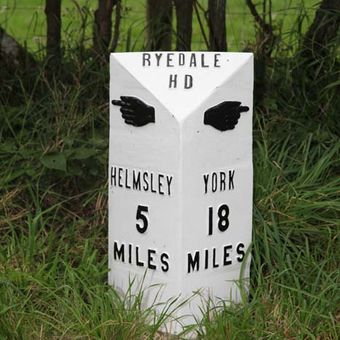 RYEDALE
HD
HELMSLEY
5
MILES
YORK
18
MILES